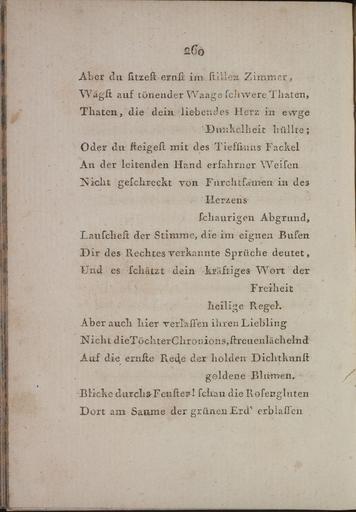 260
Aber du ſitzeſt ernſt im ſtillen Zimmer,
Wägſt auf tönender Waage ſchwere Thaten,
Thaten, die dein liebendes Herz in ewge
Dunkelheit hüllte;
Oder du ſteigeſt mit des Tiefſinns Fackel
An der leitenden Hand erfahrner Weiſen
Nicht geſchreckt von Furchtſamen in des
Herzens
ſchaurigen Abgrund,
Lauſcheſt der Stimme, die im eignen Buſen
Dir des Rechtes verkannte Sprüche deutet,
Und es ſchätzt dein kräftiges Wort der
Freiheit
heilige Regel.
Aber auch hier verlaſſen ihren Liebling
Nicht die Töchter Chronions, ſtreuen lächelnd
Auf die ernſte Rede der holden Dichtkunſt
goldene Blumen.
Blicke durchs Fenſter! ſchau die Roſengluten
Dort am Saume der grünen Erd' erblaſſen